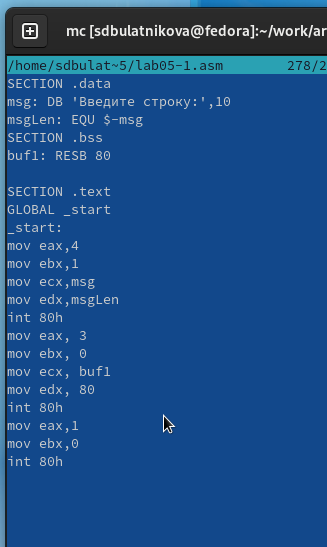 mc [sdbulatnikova@fedora]:~/work/ar
/home/sdbulat~5/lab05-1.asm 278/2
SECTION .data
msg: DB 'Введите строку:',10
msgLen: EQU $-msg
SECTION .bss
buf1: RESB 80
SECTION .text
GLOBAL _start
_start:
mov eax,4
mov ebx,1
mov ecx,msg
mov edx,msgLen
int 80h
mov eax, 3
mov ebx, 0
mov ecx, buf1
mov edx, 80
int 80h
mov eax,1
mov ebx,0
int 80h